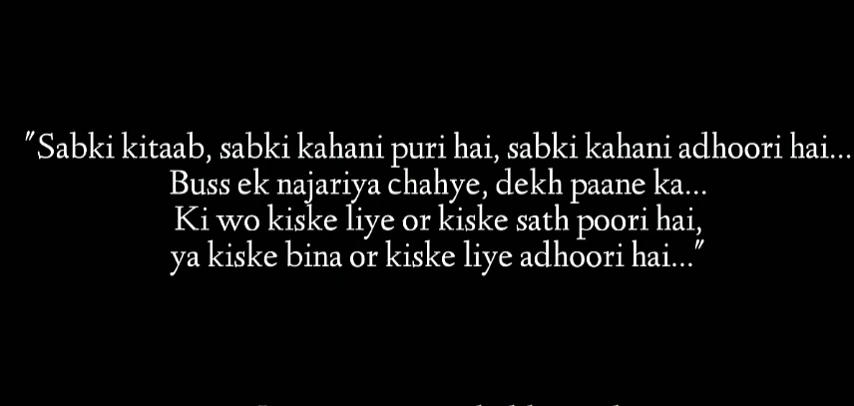 "Sabki kitaab, sabki kahani puri hai, sabki kahani adhoori hai...
Buss ek najariya chahye, dekh paane ka...
Ki wo kiske liye or kiske sath poori hai,
ya kiske bina or kiske liye adhoori hai..."